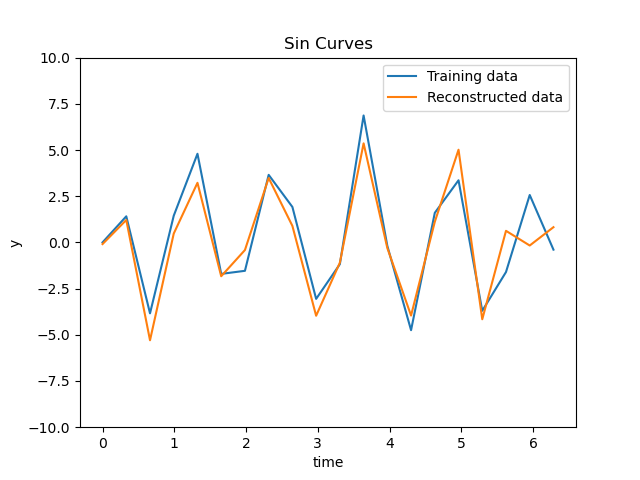 Sin Curves
Training data
Reconstructed data
y
10.0
7.5
5.0
2.5
0.0
−2.5
−5.0
−7.5
−10.0
0 1 2 3 4 5 6
time